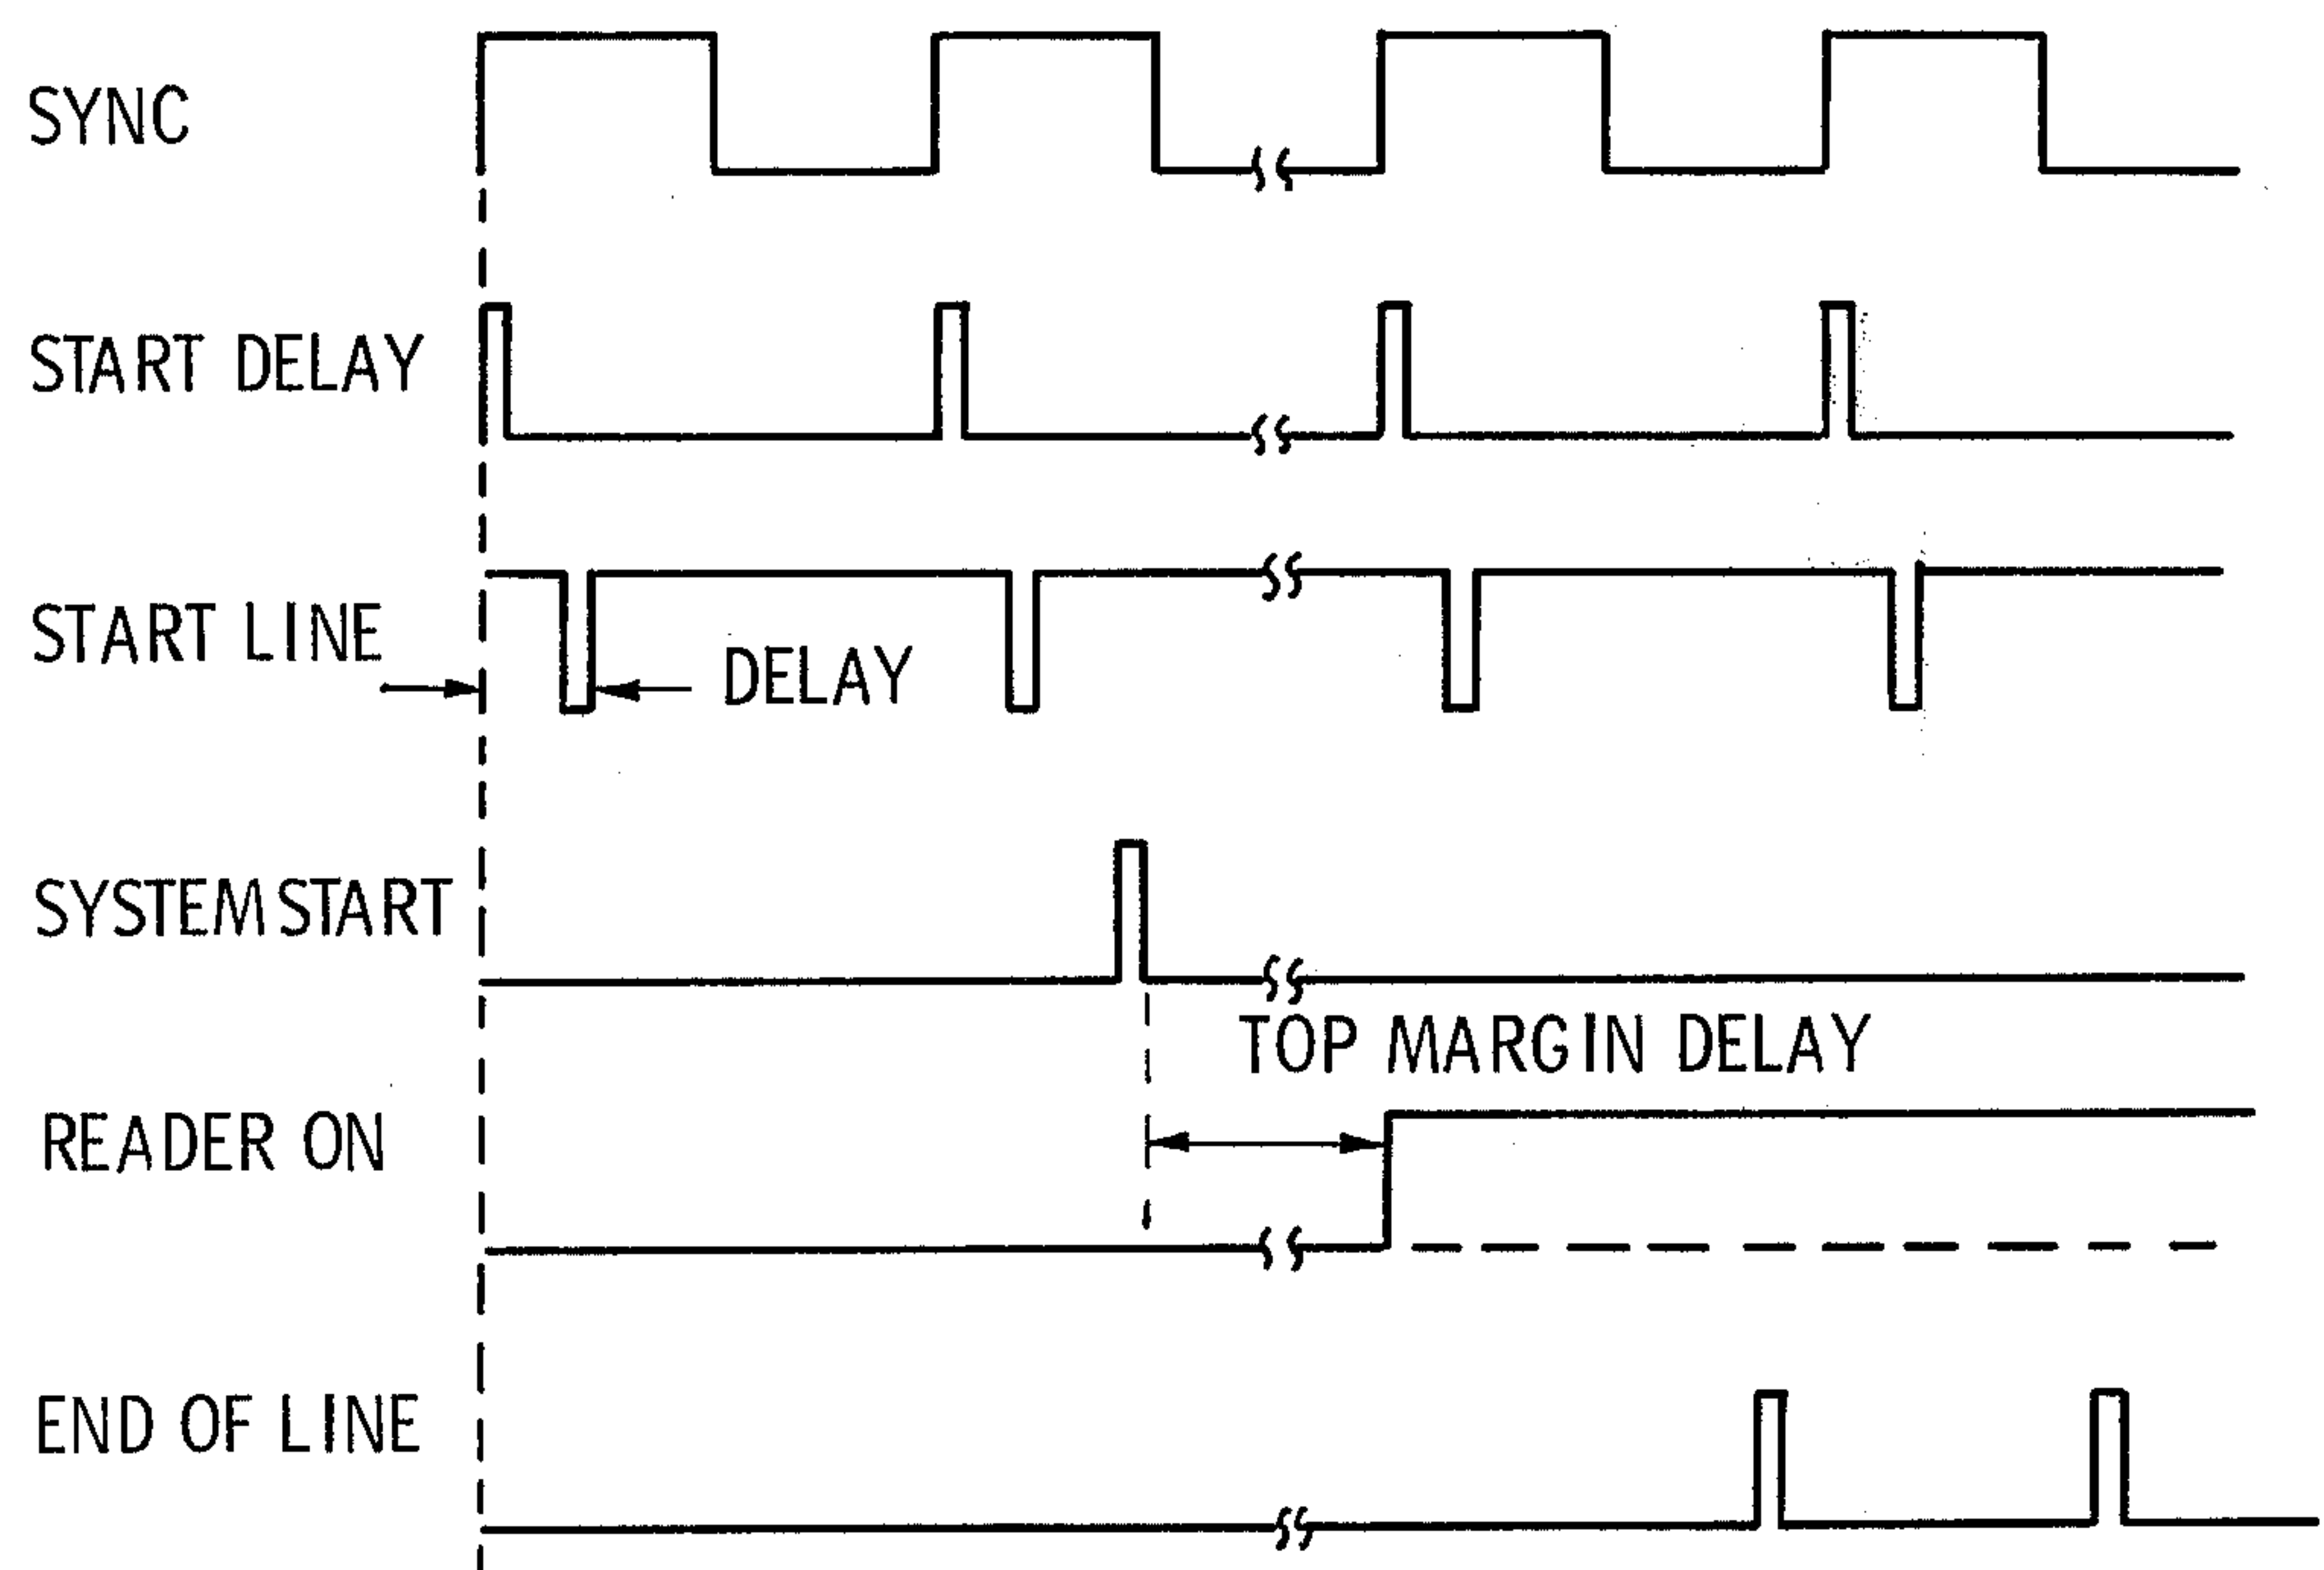 SYNC
START DELAY
START LINE
DELAY
SYSTEM START
TOP MARGIN DELAY
READER ON
END OF LINE